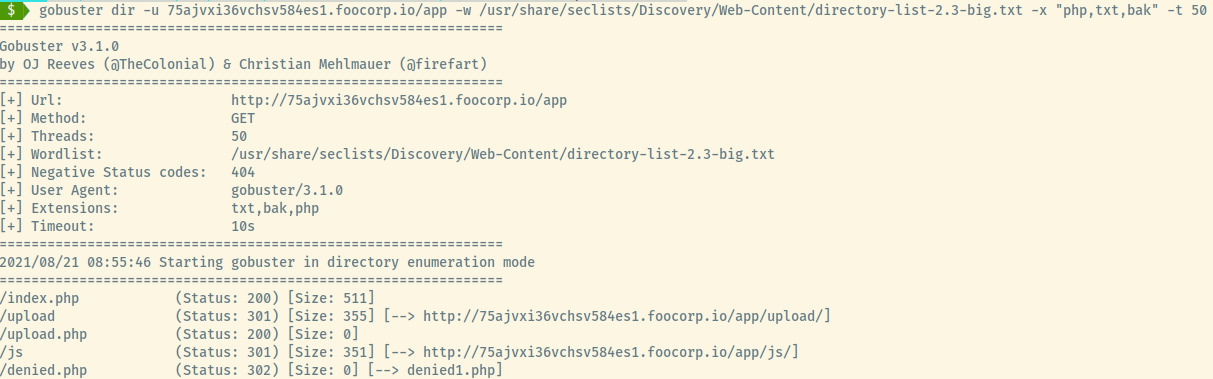 $ gobuster dir -u 75ajvxi36vchsv584es1.foocorp.io/app -w /usr/share/seclists/Discovery/Web-Content/directory-list-2.3-big.txt -x "php,txt,bak" -t 50
===============================================================
Gobuster v3.1.0
by OJ Reeves (@TheColonial) & Christian Mehlmauer (@firefart)
===============================================================
[+] Url:                     http://75ajvxi36vchsv584es1.foocorp.io/app
[+] Method:                  GET
[+] Threads:                 50
[+] Wordlist:                /usr/share/seclists/Discovery/Web-Content/directory-list-2.3-big.txt
[+] Negative Status codes:   404
[+] User Agent:              gobuster/3.1.0
[+] Extensions:              txt,bak,php
[+] Timeout:                 10s
===============================================================
2021/08/21 08:55:46 Starting gobuster in directory enumeration mode
===============================================================
/index.php            (Status: 200) [Size: 511]
/upload               (Status: 301) [Size: 355] [--> http://75ajvxi36vchsv584es1.foocorp.io/app/upload/]
/upload.php           (Status: 200) [Size: 0]
/js                   (Status: 301) [Size: 351] [--> http://75ajvxi36vchsv584es1.foocorp.io/app/js/]
/denied.php           (Status: 302) [Size: 0] [--> denied1.php]